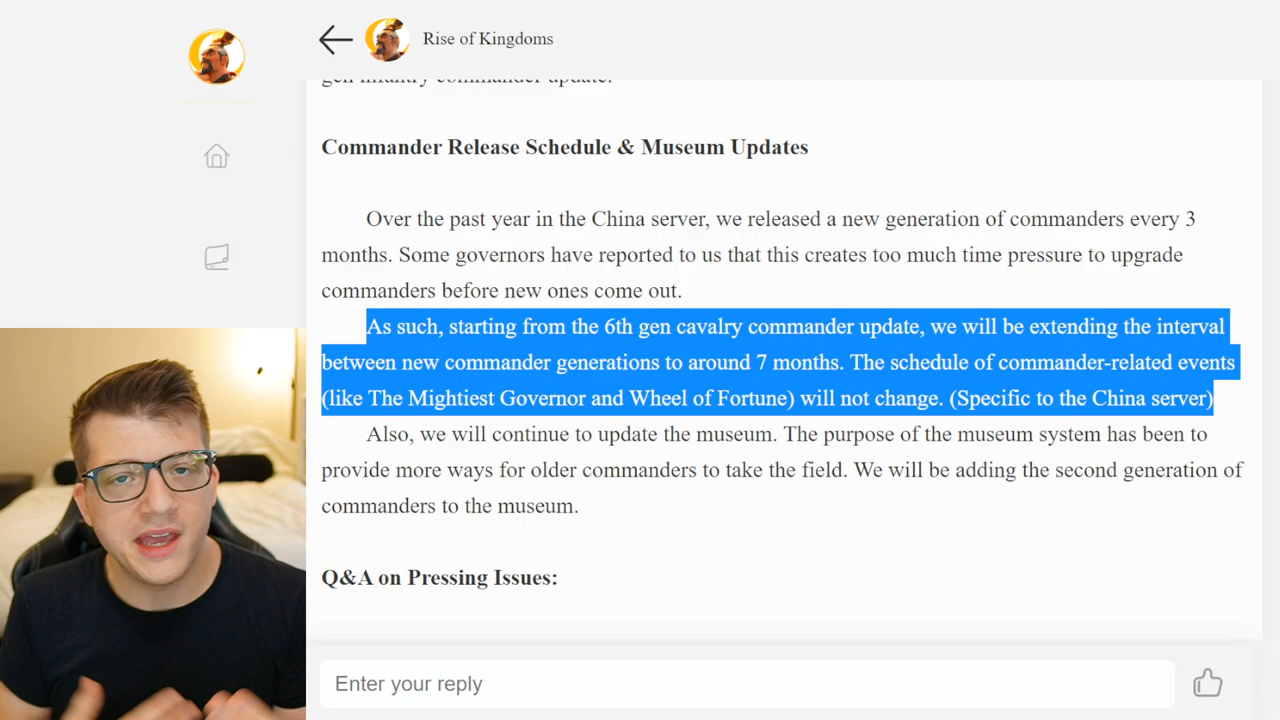 Rise of Kingdoms
gen infantry commander update.
Commander Release Schedule & Museum Updates
Over the past year in the China server, we released a new generation of commanders every 3
months. Some governors have reported to us that this creates too much time pressure to upgrade
commanders before new ones come out.
As such, starting from the 6th gen cavalry commander update, we will be extending the interval
between new commander generations to around 7 months. The schedule of commander-related events
(like The Mightiest Governor and Wheel of Fortune) will not change. (Specific to the China server)
Also, we will continue to update the museum. The purpose of the museum system has been to
provide more ways for older commanders to take the field. We will be adding the second generation of
commanders to the museum.
Q&A on Pressing Issues:
Enter your reply